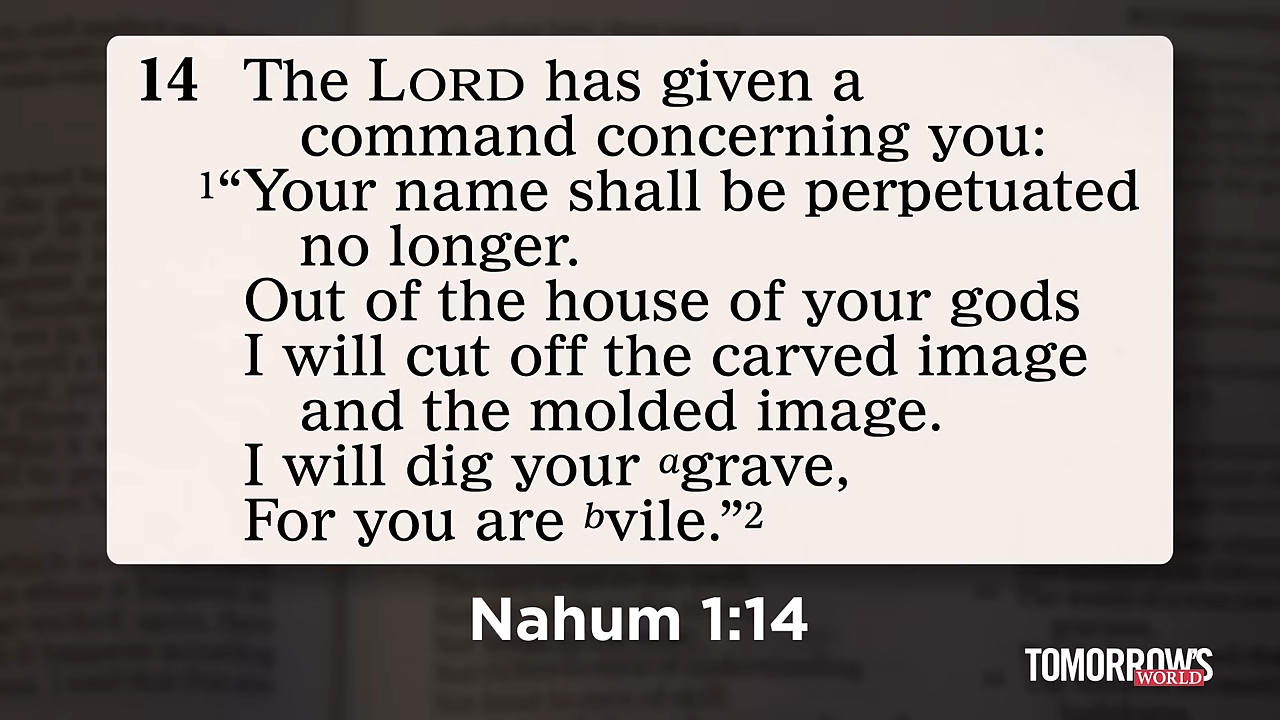 14 The LORD has given a
command concerning you:
1“Your name shall be perpetuated
no longer.
Out of the house of your gods
I will cut off the carved image
and the molded image.
I will dig your agrave,
For you are bvile.”2
Nahum 1:14
TOMORROW'S
WORLD